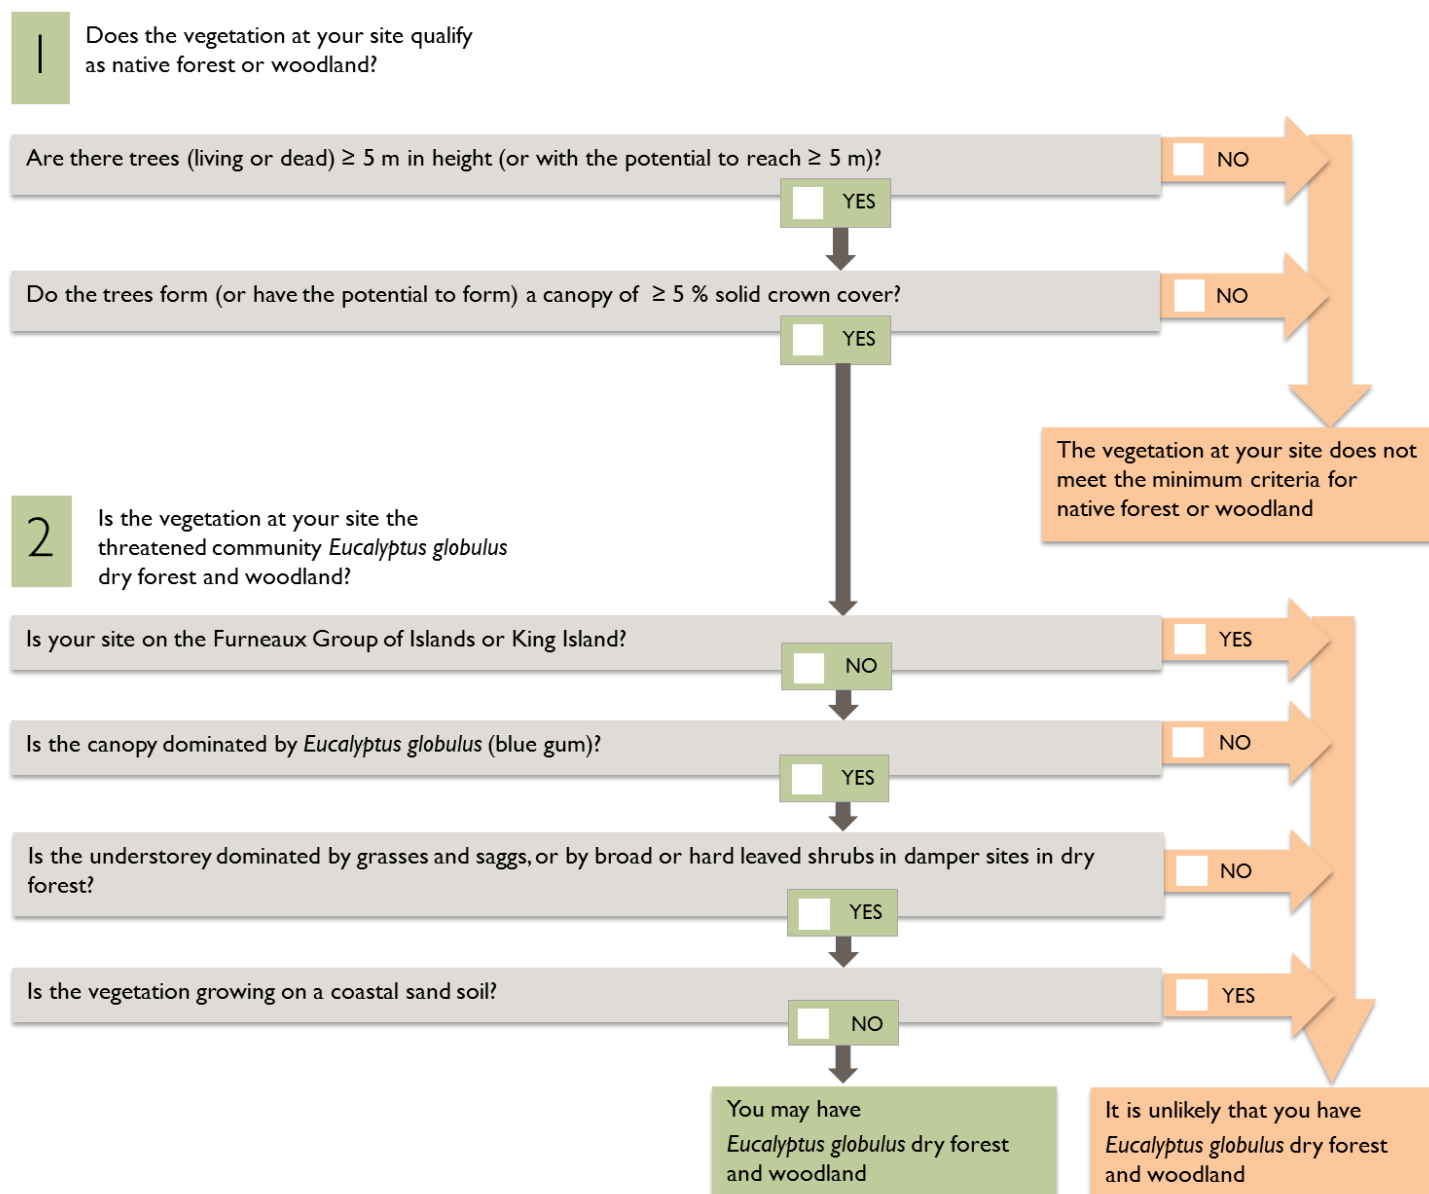 1
Does the vegetation at your site qualify
as native forest or woodland?
Are there trees (living or dead) ≥ 5 m in height (or with the potential to reach ≥ 5 m)?
NO
YES
Do the trees form (or have the potential to form) a canopy of ≥ 5 % solid crown cover?
NO
YES
The vegetation at your site does not
meet the minimum criteria for
native forest or woodland
2
Is the vegetation at your site the
threatened community Eucalyptus globulus
dry forest and woodland?
Is your site on the Furneaux Group of Islands or King Island?
YES
NO
Is the canopy dominated by Eucalyptus globulus (blue gum)?
NO
YES
Is the understorey dominated by grasses and saggs, or by broad or hard leaved shrubs in damper sites in dry
forest?
NO
YES
Is the vegetation growing on a coastal sand soil?
YES
NO
You may have
Eucalyptus globulus dry forest
and woodland
It is unlikely that you have
Eucalyptus globulus dry forest
and woodland